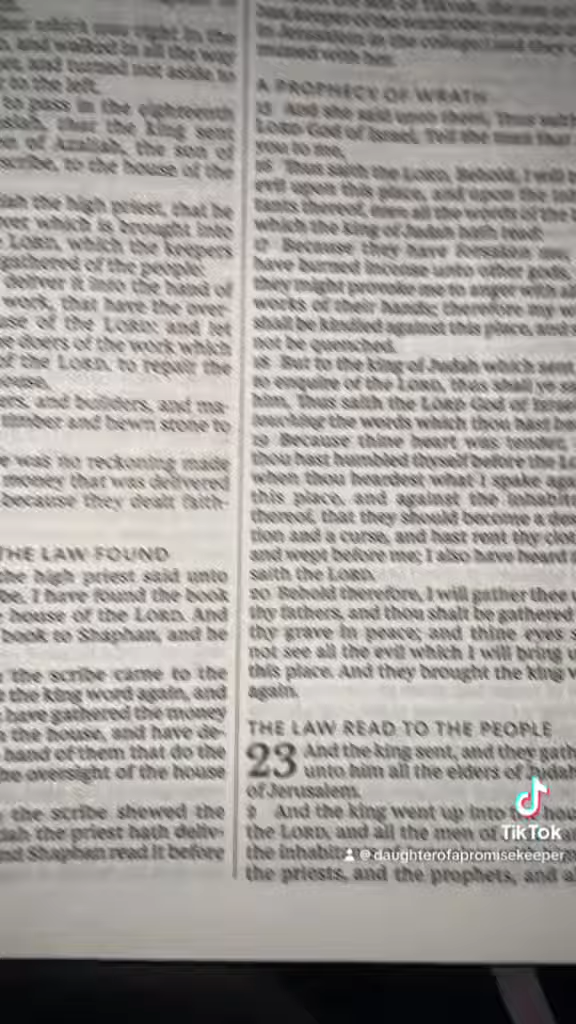 which was right in the
and walked in all the way
and turned not aside to
to the left.
to pass in the eighteenth
that the king sent
of Azaliah, the son of
scribe, to the house of the
the high priest, that he
which is brought into
LORD, which the keepers
gathered of the people:
deliver it into the hand of
work, that have the over-
of the LORD: and let
doers of the work which
of the LORD, to repair the
and builders, and ma-
timber and hewn stone to
was no reckoning made
money that was delivered
because they dealt faith-
THE LAW FOUND
the high priest said unto
I have found the book
house of the LORD. And
book to Shaphan, and he
the scribe came to the
the king word again, and
have gathered the money
the house, and have de-
hand of them that do the
the oversight of the house
the scribe shewed the
the priest hath deliv-
Shaphan read it before
in Jerusalem in the college; and they
with her.
A PROPHECY OF WRATH
15 And she said unto them, Thus saith
LORD God of Israel, Tell the man that
you to me,
16 Thus saith the LORD, Behold, I will
evil upon this place, and upon the
tants thereof, even all the words of the
which the king of Judah hath read:
17 Because they have forsaken me,
have burned incense unto other gods,
they might provoke me to anger with
works of their hands; therefore my
shall be kindled against this place, and
not be quenched.
18 But to the king of Judah which sent
to enquire of the LORD, thus shall ye
him, Thus saith the LORD God of
touching the words which thou hast
19 Because thine heart was tender,
thou hast humbled thyself before the
when thou heardest what I spake
this place, and against the
thereof, that they should become a
tion and a curse, and hast rent thy
and wept before me; I also have heard
saith the LORD.
20 Behold therefore, I will gather thee
thy fathers, and thou shalt be gathered
thy grave in peace; and thine eyes
not see all the evil which I will bring
this place. And they brought the king
again.
THE LAW READ TO THE PEOPLE
23 And the king sent, and they
unto him all the elders of Judah
of Jerusalem.
2 And the king went up into the
the LORD, and all the men of
the
the priests, and the prophets, and
TikTok
@daughterofapromisekeeper